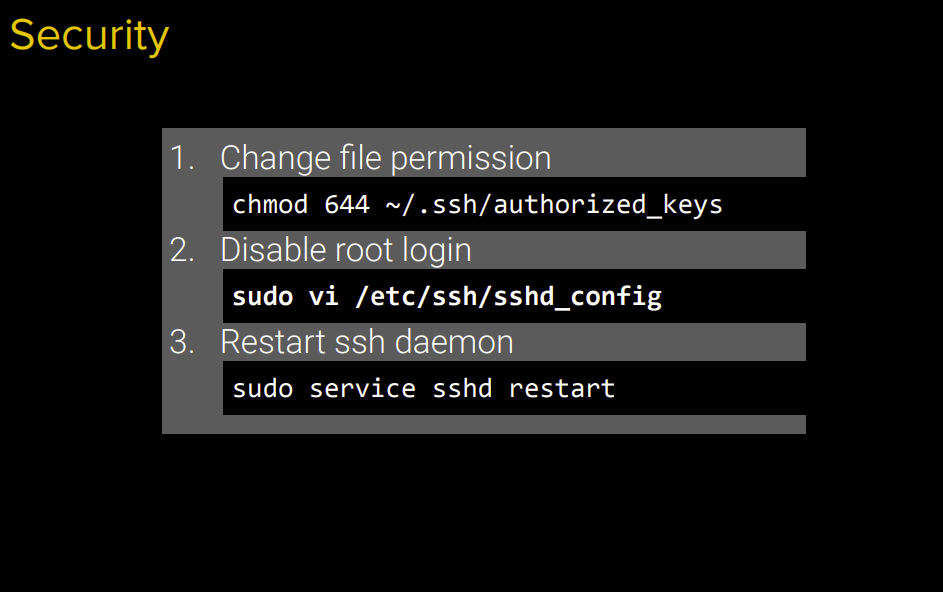 Security
1. Change file permission
chmod 644 ~/.ssh/authorized_keys
2. Disable root login
sudo vi /etc/ssh/sshd_config
3. Restart ssh daemon
sudo service sshd restart